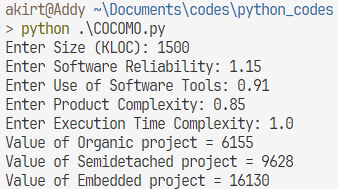 akirt@Addy ~\Documents\codes\python_codes
> python .\COCOMO.py
Enter Size (KLOC): 1500
Enter Software Reliability: 1.15
Enter Use of Software Tools: 0.91
Enter Product Complexity: 0.85
Enter Execution Time Complexity: 1.0
Value of Organic project = 6155
Value of Semidetached project = 9628
Value of Embedded project = 16130